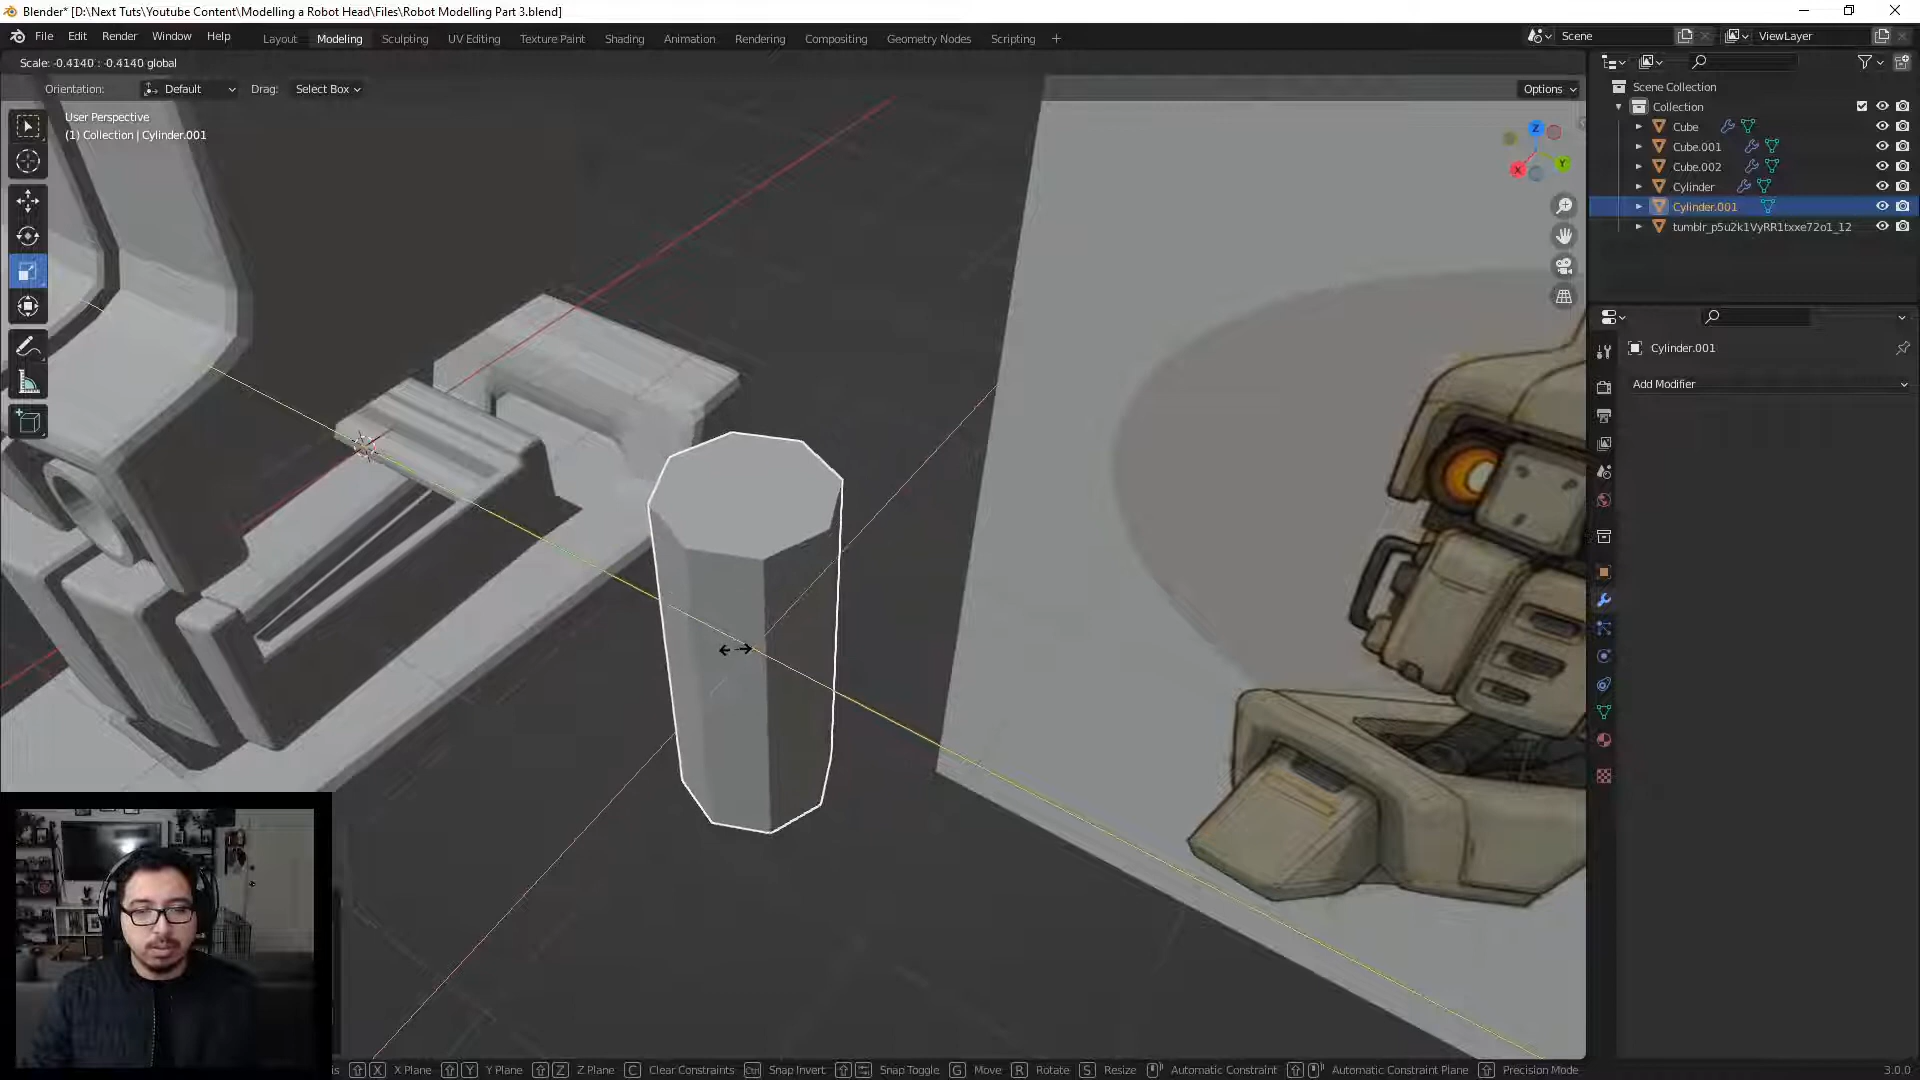 Blender* [D:\Next Tuts\Youtube Content\Modelling a Robot Head\Files\Robot Modelling Part 3.blend]
File Edit Render Window Help Layout Modeling Sculpting UV Editing Texture Paint Shading Animation Rendering Compositing Geometry Nodes Scripting + Scene ViewLayer
Scale: -0.4140 : -0.4140 global
Orientation: Default Drag: Select Box Options
User Perspective
(1) Collection | Cylinder.001
Z
Y
X
Scene Collection
Collection
Cube
Cube.001
Cube.002
Cylinder
Cylinder.001
tumblr_p5u2k1VyRR1txxe72o1_12
Cylinder.001
Add Modifier
X X Plane Y Y Plane Z Z Plane C Clear Constraints Ctrl Snap Invert Snap Toggle G Move R Rotate S Resize Automatic Constraint Automatic Constraint Plane Precision Mode 3.0.0